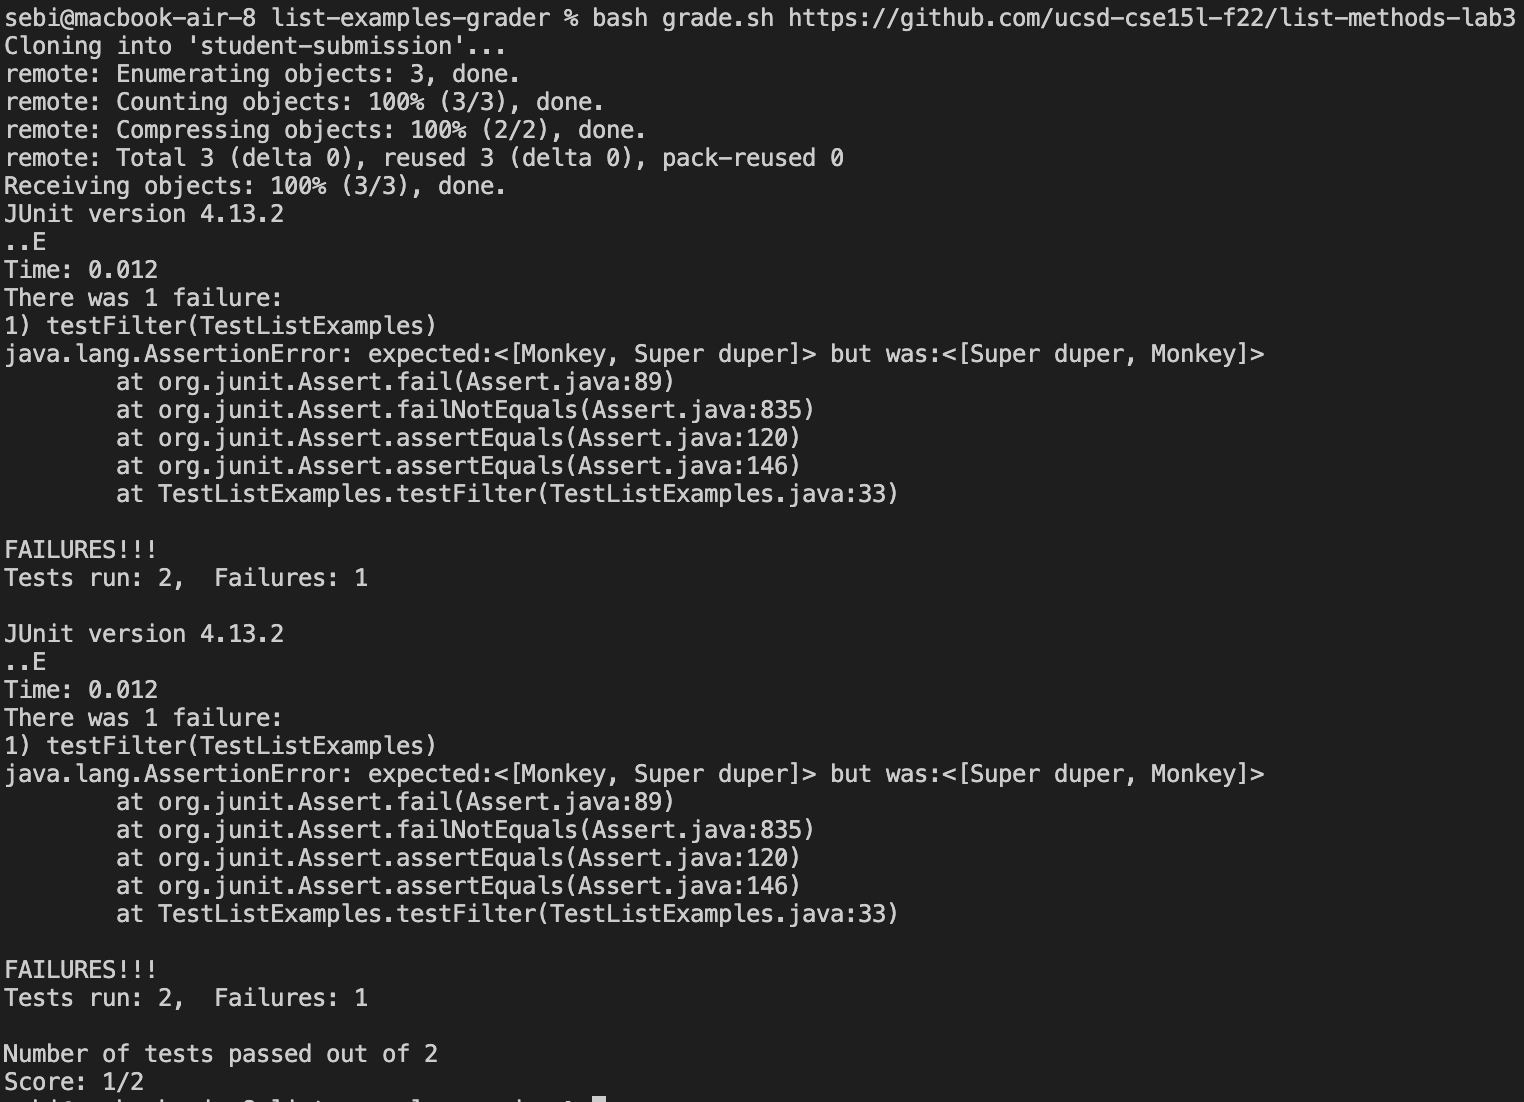 sebi@macbook-air-8 list-examples-grader % bash grade.sh https://github.com/ucsd-cse15l-f22/list-methods-lab3
Cloning into 'student-submission'...
remote: Enumerating objects: 3, done.
remote: Counting objects: 100% (3/3), done.
remote: Compressing objects: 100% (2/2), done.
remote: Total 3 (delta 0), reused 3 (delta 0), pack-reused 0
Receiving objects: 100% (3/3), done.
JUnit version 4.13.2
..E
Time: 0.012
There was 1 failure:
1) testFilter(TestListExamples)
java.lang.AssertionError: expected:<[Monkey, Super duper]> but was:<[Super duper, Monkey]>
        at org.junit.Assert.fail(Assert.java:89)
        at org.junit.Assert.failNotEquals(Assert.java:835)
        at org.junit.Assert.assertEquals(Assert.java:120)
        at org.junit.Assert.assertEquals(Assert.java:146)
        at TestListExamples.testFilter(TestListExamples.java:33)

FAILURES!!!
Tests run: 2,  Failures: 1

JUnit version 4.13.2
..E
Time: 0.012
There was 1 failure:
1) testFilter(TestListExamples)
java.lang.AssertionError: expected:<[Monkey, Super duper]> but was:<[Super duper, Monkey]>
        at org.junit.Assert.fail(Assert.java:89)
        at org.junit.Assert.failNotEquals(Assert.java:835)
        at org.junit.Assert.assertEquals(Assert.java:120)
        at org.junit.Assert.assertEquals(Assert.java:146)
        at TestListExamples.testFilter(TestListExamples.java:33)

FAILURES!!!
Tests run: 2,  Failures: 1

Number of tests passed out of 2
Score: 1/2